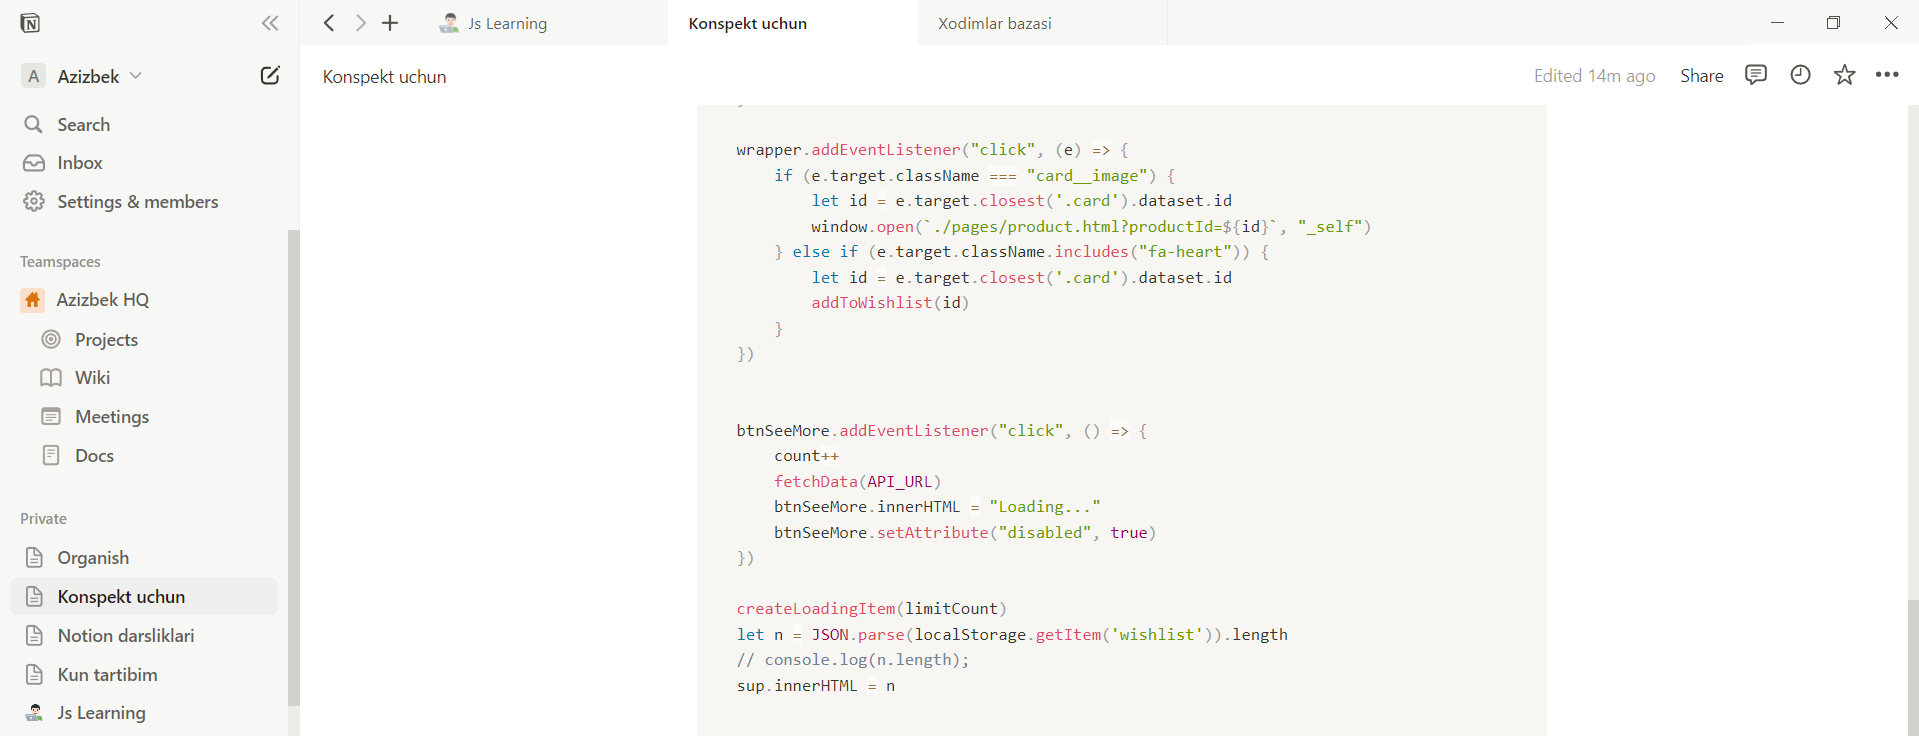 Js Learning
Konspekt uchun
Xodimlar bazasi
A Azizbek
Konspekt uchun
Edited 14m ago
Share
Search
Inbox
Settings & members
Teamspaces
Azizbek HQ
Projects
Wiki
Meetings
Docs
Private
Organish
Konspekt uchun
Notion darsliklari
Kun tartibim
Js Learning
wrapper.addEventListener("click", (e) => {
    if (e.target.className === "card__image") {
        let id = e.target.closest('.card').dataset.id
        window.open(`./pages/product.html?productId=${id}`, "_self")
    } else if (e.target.className.includes("fa-heart")) {
        let id = e.target.closest('.card').dataset.id
        addToWishlist(id)
    }
})
btnSeeMore.addEventListener("click", () => {
    count++
    fetchData(API_URL)
    btnSeeMore.innerHTML = "Loading..."
    btnSeeMore.setAttribute("disabled", true)
})
createLoadingItem(limitCount)
let n = JSON.parse(localStorage.getItem('wishlist')).length
// console.log(n.length);
sup.innerHTML = n